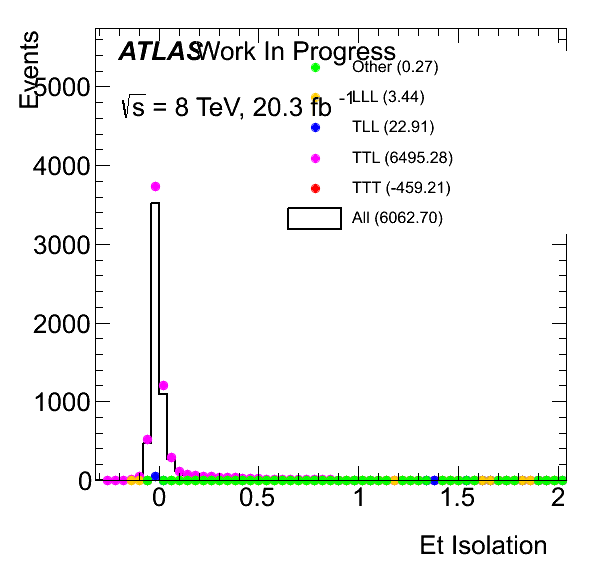 ATLAS Work In Progress
√s = 8 TeV, 20.3 fb -1
Other (0.27)
LLL (3.44)
TLL (22.91)
TTL (6495.28)
TTT (-459.21)
All (6062.70)
Events
5000
4000
3000
2000
1000
0
0 0.5 1 1.5 2
Et Isolation